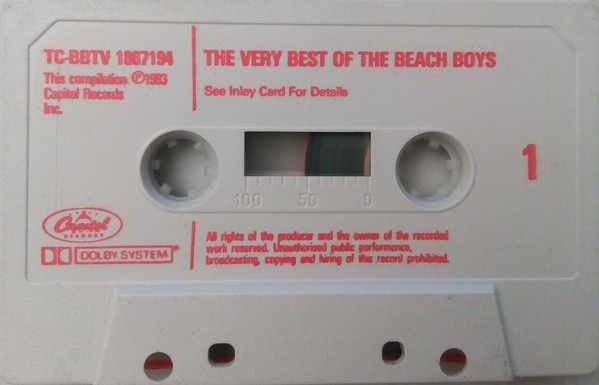 TC-BBTV 1867194
This compilation ℗1983
Capitol Records
Inc.
THE VERY BEST OF THE BEACH BOYS
See Inlay Card For Details
100 50 0
1
Capitol
RECORDS
DOLBY SYSTEM
All rights of the producer and the owner of the recorded
work reserved. Unauthorised public performance,
broadcasting, copying and hiring of this record prohibited.